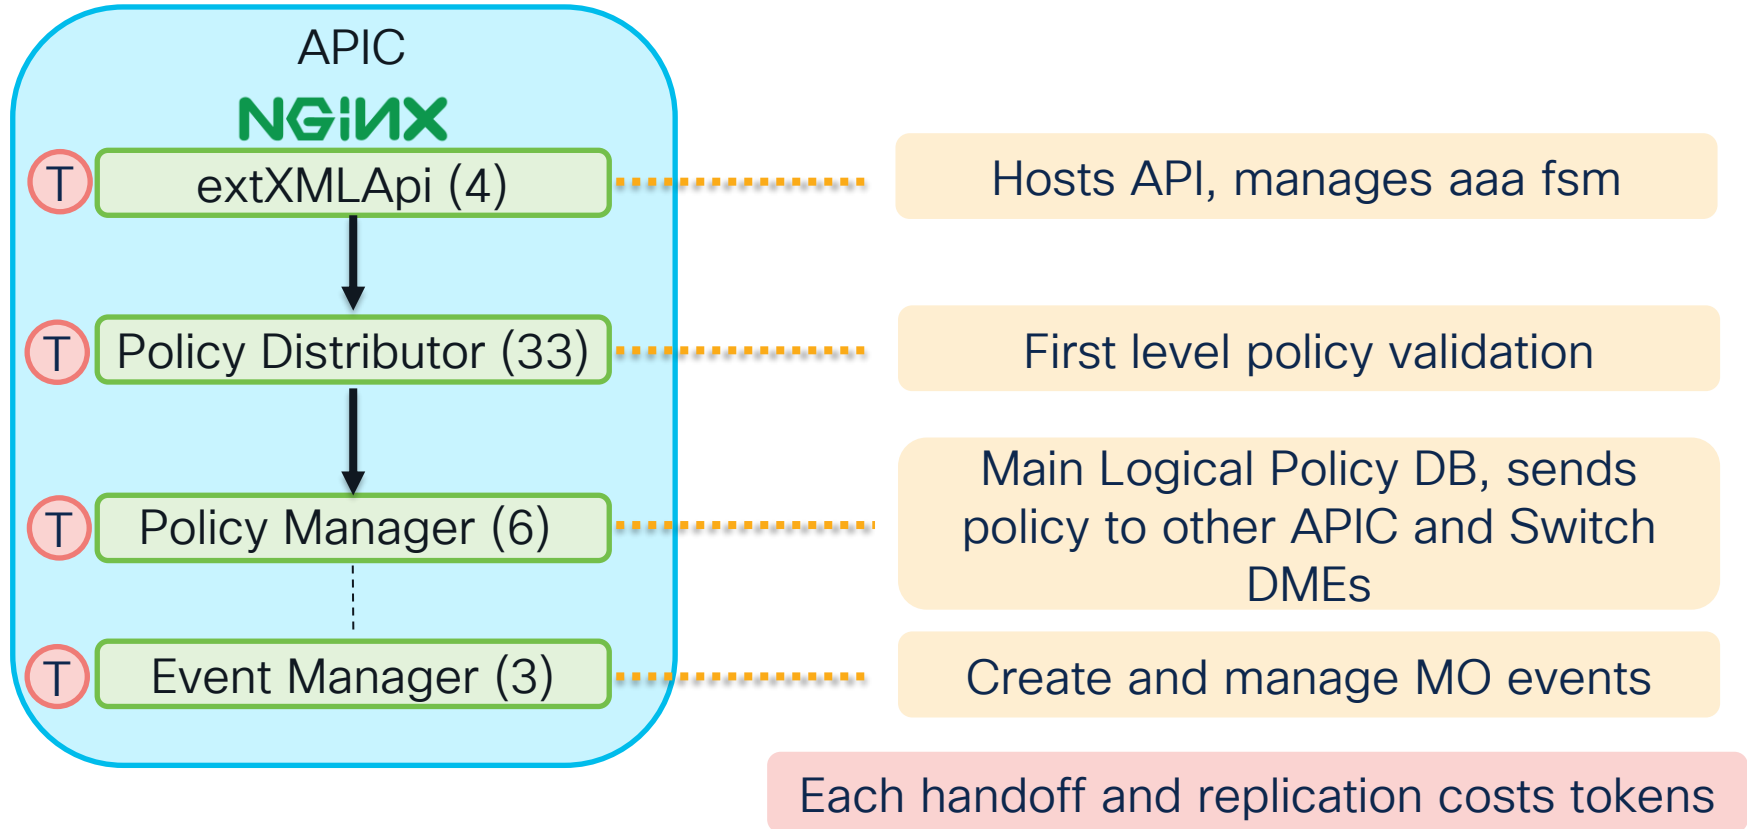 APIC
NGINX
T
extXMLApi (4)
Hosts API, manages aaa fsm
T
Policy Distributor (33)
First level policy validation
T
Policy Manager (6)
Main Logical Policy DB, sends
policy to other APIC and Switch
DMEs
T
Event Manager (3)
Create and manage MO events
Each handoff and replication costs tokens